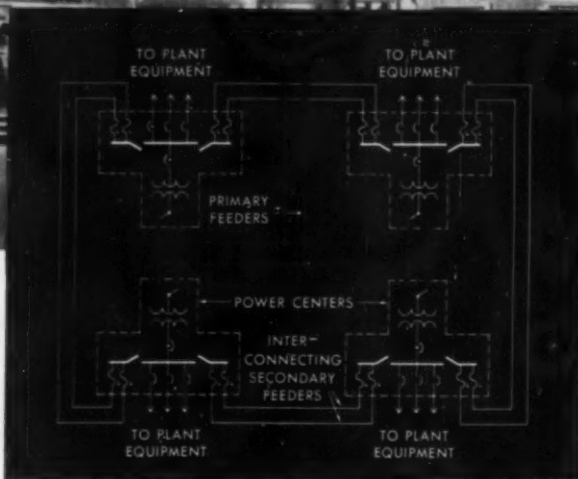 TO PLANT
EQUIPMENT
TO PLANT
EQUIPMENT
PRIMARY
FEEDERS
POWER CENTERS
INTER-
CONNECTING
SECONDARY
FEEDERS
TO PLANT
EQUIPMENT
TO PLANT
EQUIPMENT